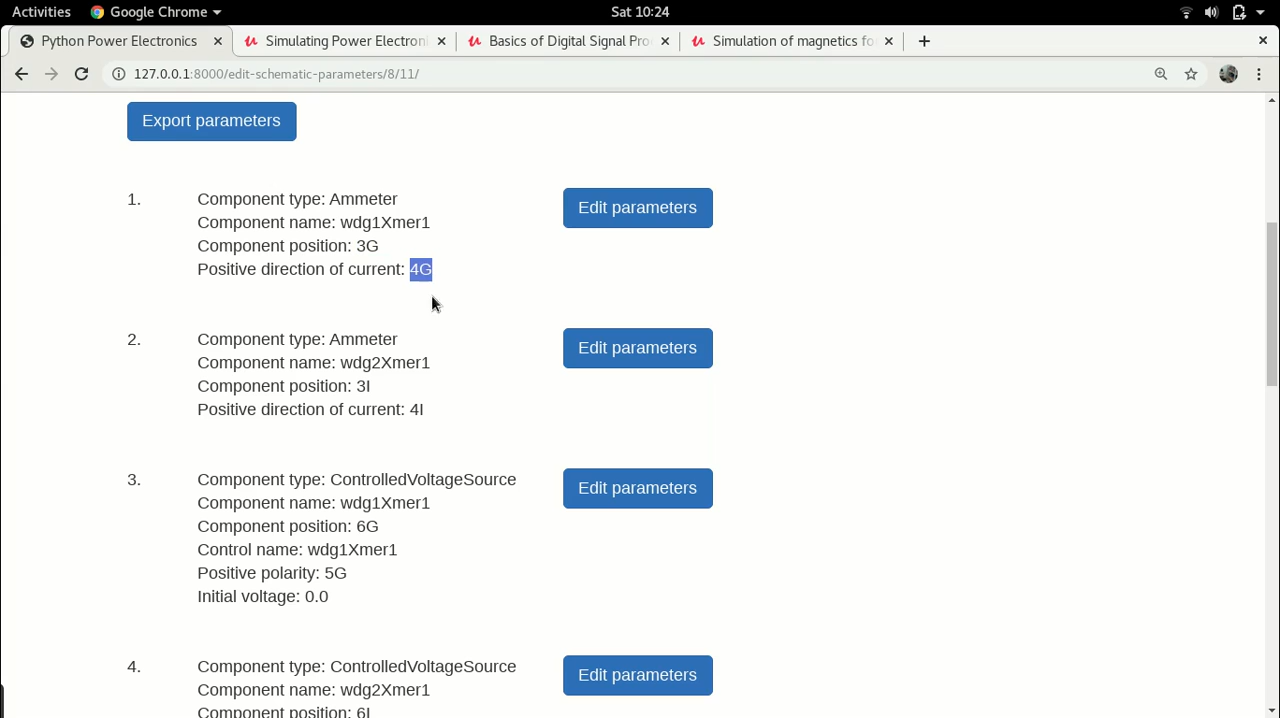 Activities Google Chrome Sat 10:24
Python Power Electronics Simulating Power Electroni Basics of Digital Signal Pro Simulation of magnetics fo
127.0.0.1:8000/edit-schematic-parameters/8/11/
Export parameters
1. Component type: Ammeter Edit parameters
Component name: wdg1Xmer1
Component position: 3G
Positive direction of current: 4G
2. Component type: Ammeter Edit parameters
Component name: wdg2Xmer1
Component position: 3I
Positive direction of current: 4I
3. Component type: ControlledVoltageSource Edit parameters
Component name: wdg1Xmer1
Component position: 6G
Control name: wdg1Xmer1
Positive polarity: 5G
Initial voltage: 0.0
4. Component type: ControlledVoltageSource Edit parameters
Component name: wdg2Xmer1
Component position: 6I